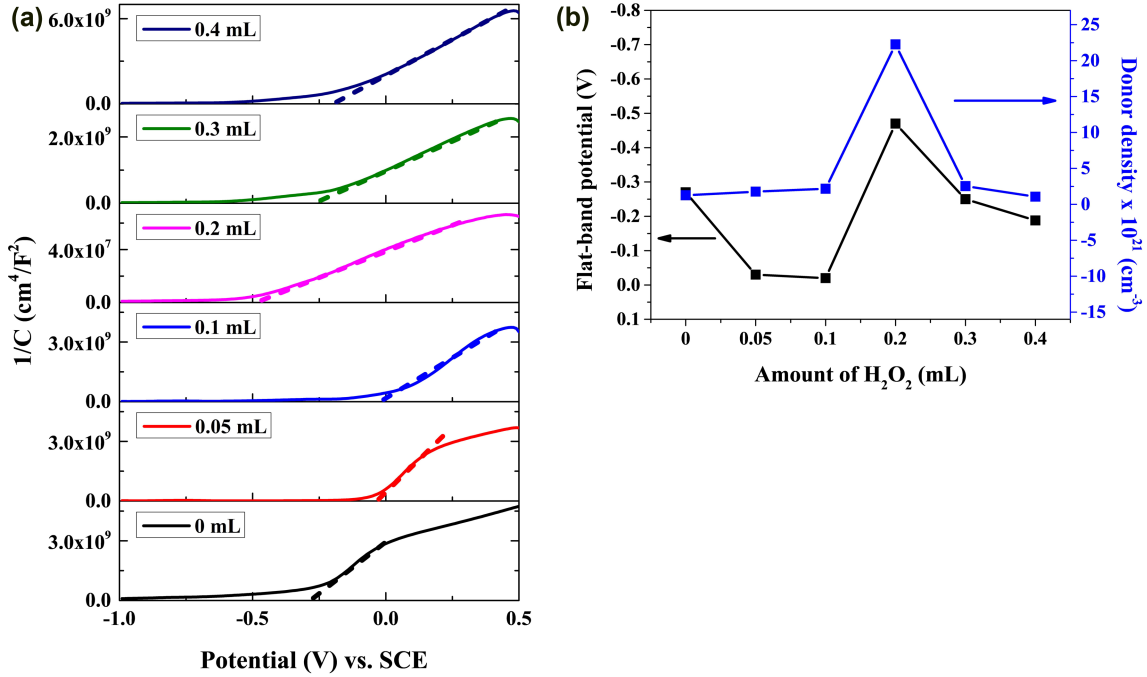 (a)
0.4 mL
6.0x10⁹
0.0
0.3 mL
2.0x10⁹
0.0
0.2 mL
4.0x10⁷
0.0
0.1 mL
3.0x10⁹
0.0
0.05 mL
3.0x10⁹
0.0
0 mL
3.0x10⁹
0.0
-1.0 -0.5 0.0 0.5
1/C (cm⁴/F²)
Potential (V) vs. SCE
(b)
-0.8
-0.7
-0.6
-0.5
-0.4
-0.3
-0.2
-0.1
0.0
0.1
Flat-band potential (V)
25
20
15
10
5
0
-5
-10
-15
Donor density x 10²¹ (cm⁻³)
0 0.05 0.1 0.2 0.3 0.4
Amount of H₂O₂ (mL)